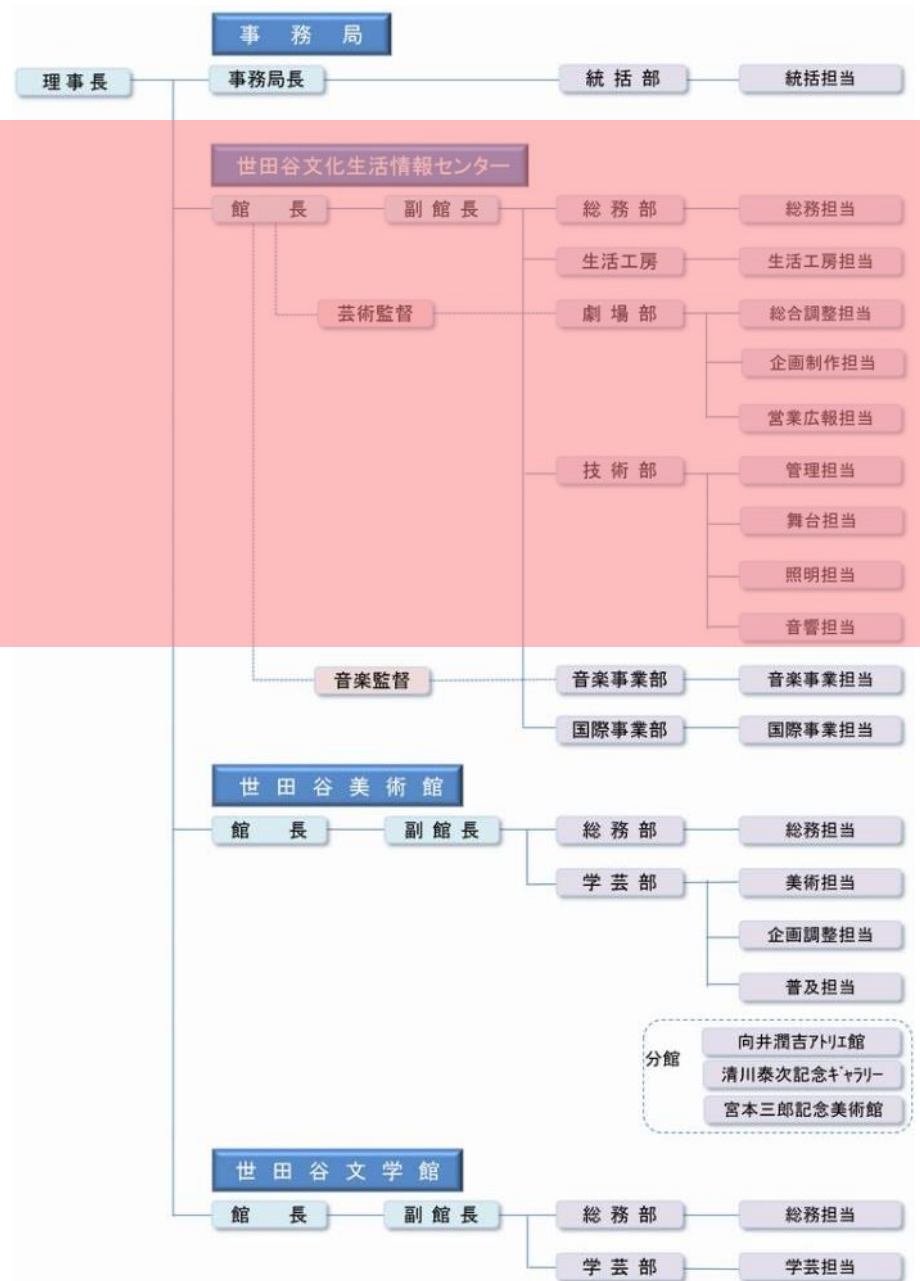 事務局
理事長 事務局長 統括部 統括担当
世田谷文化生活情報センター
館長 副館長 総務部 総務担当
生活工房 生活工房担当
芸術監督 劇場部 総合調整担当
企画制作担当
営業広報担当
技術部 管理担当
舞台担当
照明担当
音響担当
音楽監督 音楽事業部 音楽事業担当
国際事業部 国際事業担当
世田谷美術館
館長 副館長 総務部 総務担当
学芸部 美術担当
企画調整担当
普及担当
分館 向井潤吉アトリエ館
清川泰次記念ギャラリー
宮本三郎記念美術館
世田谷文学館
館長 副館長 総務部 総務担当
学芸部 学芸担当